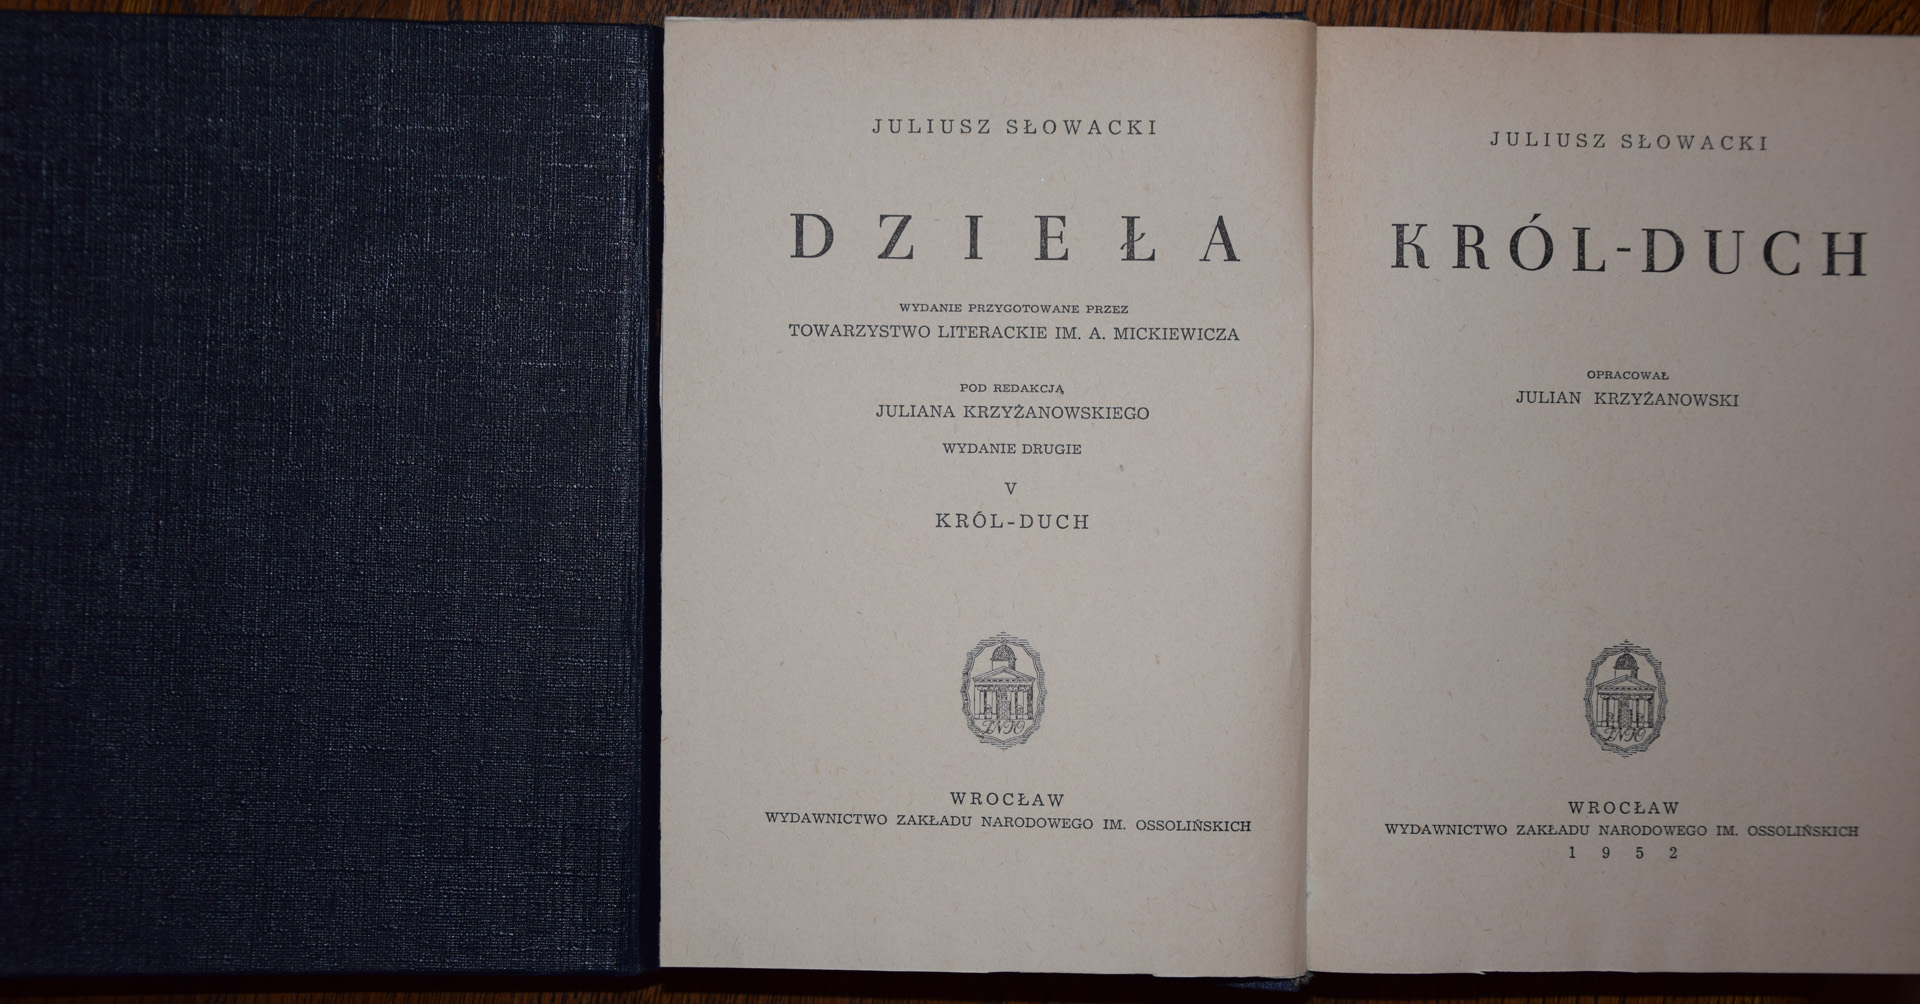 JULIUSZ SŁOWACKI
DZIEŁA
WYDANIE PRZYGOTOWANE PRZEZ
TOWARZYSTWO LITERACKIE IM. A. MICKIEWICZA
POD REDAKCJĄ
JULIANA KRZYŻANOWSKIEGO
WYDANIE DRUGIE
V
KRÓL-DUCH
ZNIO
WROCŁAW
WYDAWNICTWO ZAKŁADU NARODOWEGO IM. OSSOLIŃSKICH
JULIUSZ SŁOWACKI
KRÓL-DUCH
OPRACOWAŁ
JULIAN KRZYŻANOWSKI
ZNIO
WROCŁAW
WYDAWNICTWO ZAKŁADU NARODOWEGO IM. OSSOLIŃSKICH
1952